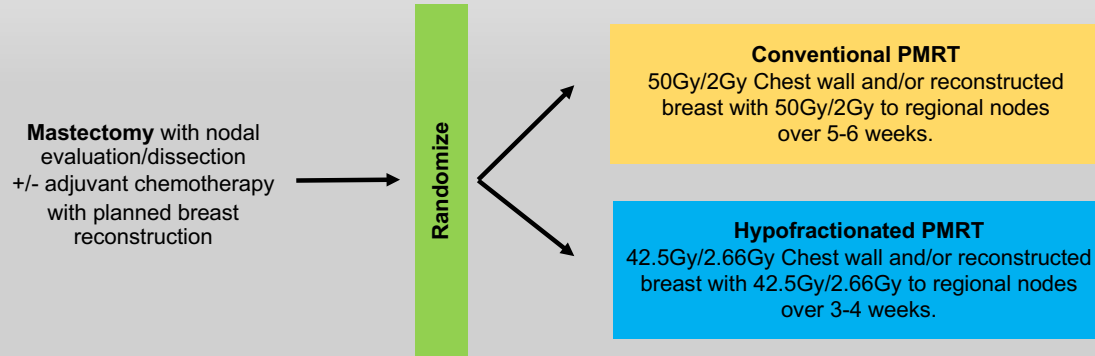 Mastectomy with nodal
evaluation/dissection
+/- adjuvant chemotherapy
with planned breast
reconstruction
Randomize
Conventional PMRT
50Gy/2Gy Chest wall and/or reconstructed
breast with 50Gy/2Gy to regional nodes
over 5-6 weeks.
Hypofractionated PMRT
42.5Gy/2.66Gy Chest wall and/or reconstructed
breast with 42.5Gy/2.66Gy to regional nodes
over 3-4 weeks.